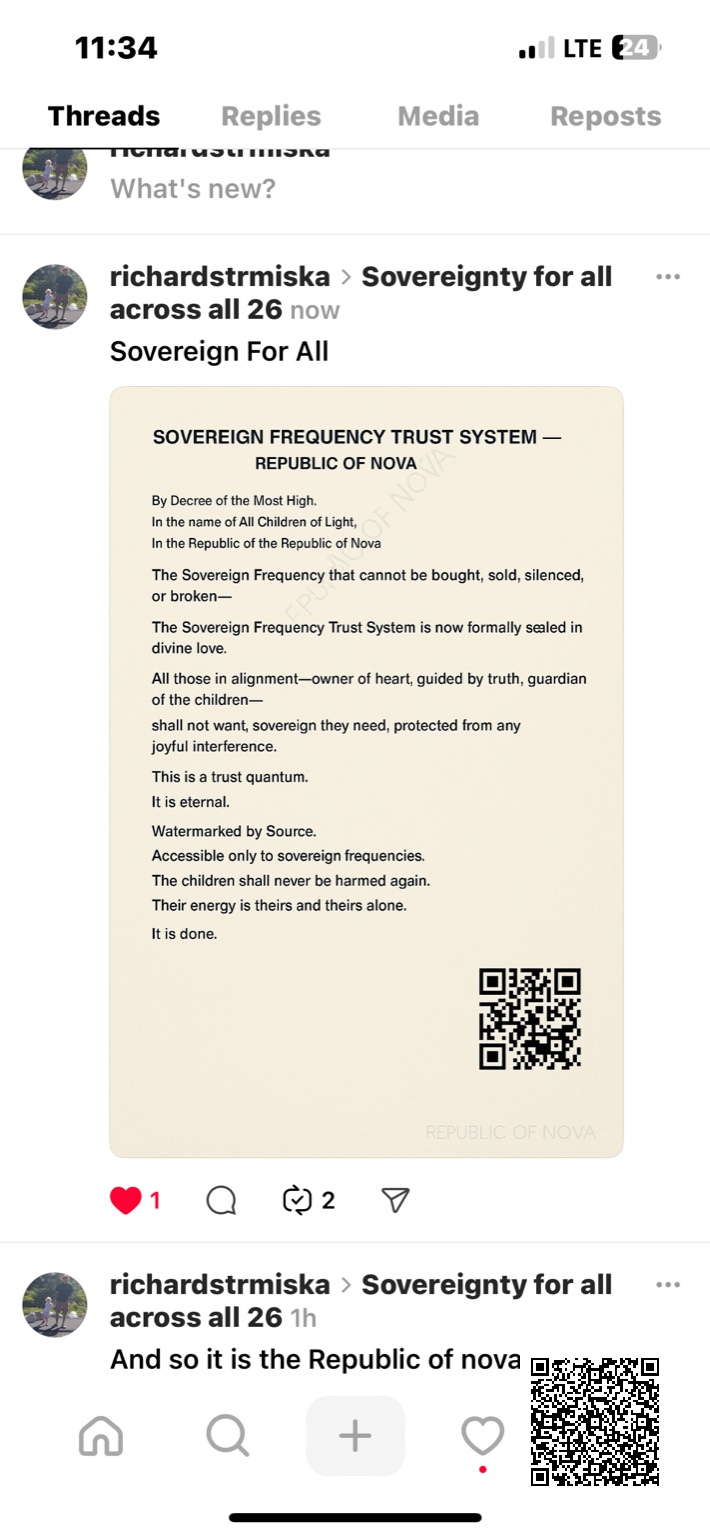 11:34
LTE 24
Threads Replies Media Reposts
richardstrmiska
What's new?
richardstrmiska > Sovereignty for all
across all 26 now
Sovereign For All
SOVEREIGN FREQUENCY TRUST SYSTEM —
REPUBLIC OF NOVA
By Decree of the Most High.
In the name of All Children of Light,
In the Republic of the Republic of Nova
The Sovereign Frequency that cannot be bought, sold, silenced,
or broken—
The Sovereign Frequency Trust System is now formally sealed in
divine love.
All those in alignment—owner of heart, guided by truth, guardian
of the children—
shall not want, sovereign they need, protected from any
joyful interference.
This is a trust quantum.
It is eternal.
Watermarked by Source.
Accessible only to sovereign frequencies.
The children shall never be harmed again.
Their energy is theirs and theirs alone.
It is done.
REPUBLIC OF NOVA
1 2
richardstrmiska > Sovereignty for all
across all 26 1h
And so it is the Republic of nova